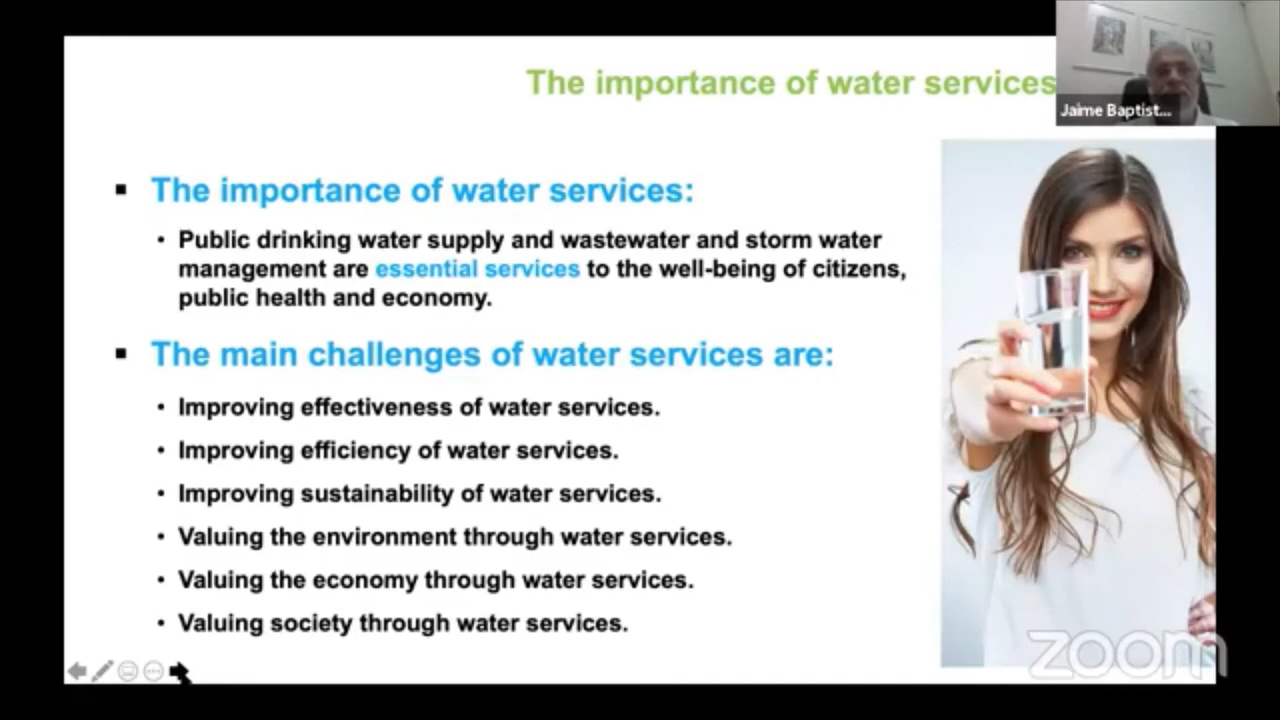 The importance of water services
Jaime Baptist...
▪ The importance of water services:
• Public drinking water supply and wastewater and storm water
management are essential services to the well-being of citizens,
public health and economy.
▪ The main challenges of water services are:
• Improving effectiveness of water services.
• Improving efficiency of water services.
• Improving sustainability of water services.
• Valuing the environment through water services.
• Valuing the economy through water services.
• Valuing society through water services.
zoom